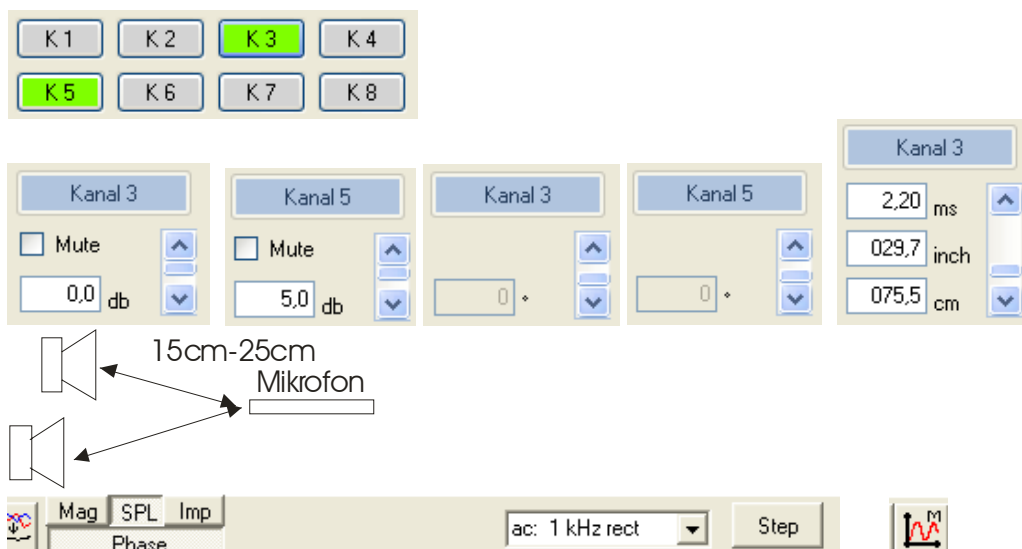 K 1 K 2 K 3 K 4
K 5 K 6 K 7 K 8
Kanal 3
Mute
0,0 db
Kanal 5
Mute
5,0 db
Kanal 3
0 °
Kanal 5
0 °
Kanal 3
2,20 ms
029,7 inch
075,5 cm
15cm-25cm
Mikrofon
Mag SPL Imp
Phase
ac: 1 kHz rect
Step
M